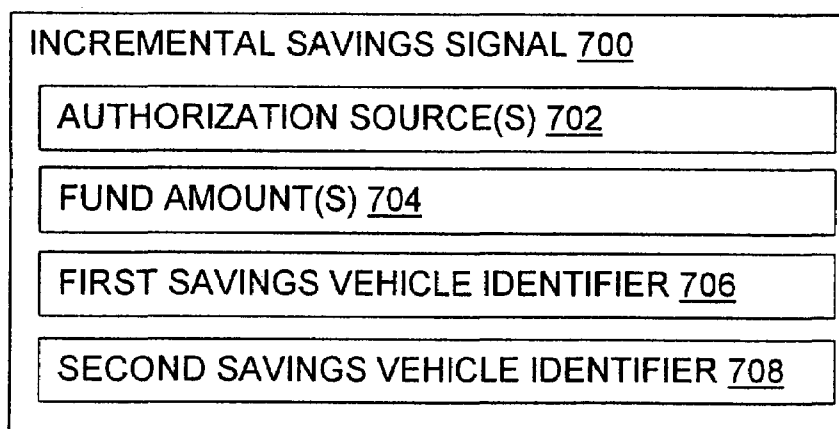 INCREMENTAL SAVINGS SIGNAL 700
AUTHORIZATION SOURCE(S) 702
FUND AMOUNT(S) 704
FIRST SAVINGS VEHICLE IDENTIFIER 706
SECOND SAVINGS VEHICLE IDENTIFIER 708